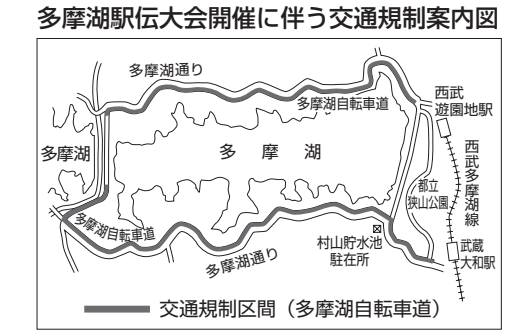 多摩湖駅伝大会開催に伴う交通規制案内図
多摩湖通り
西武
遊園地駅
多摩湖自転車道
多摩湖
多摩湖
西武多摩湖線
都立
狭山公園
多摩湖自転車道
村山貯水池
駐在所
武蔵
大和駅
多摩湖通り
交通規制区間（多摩湖自転車道）